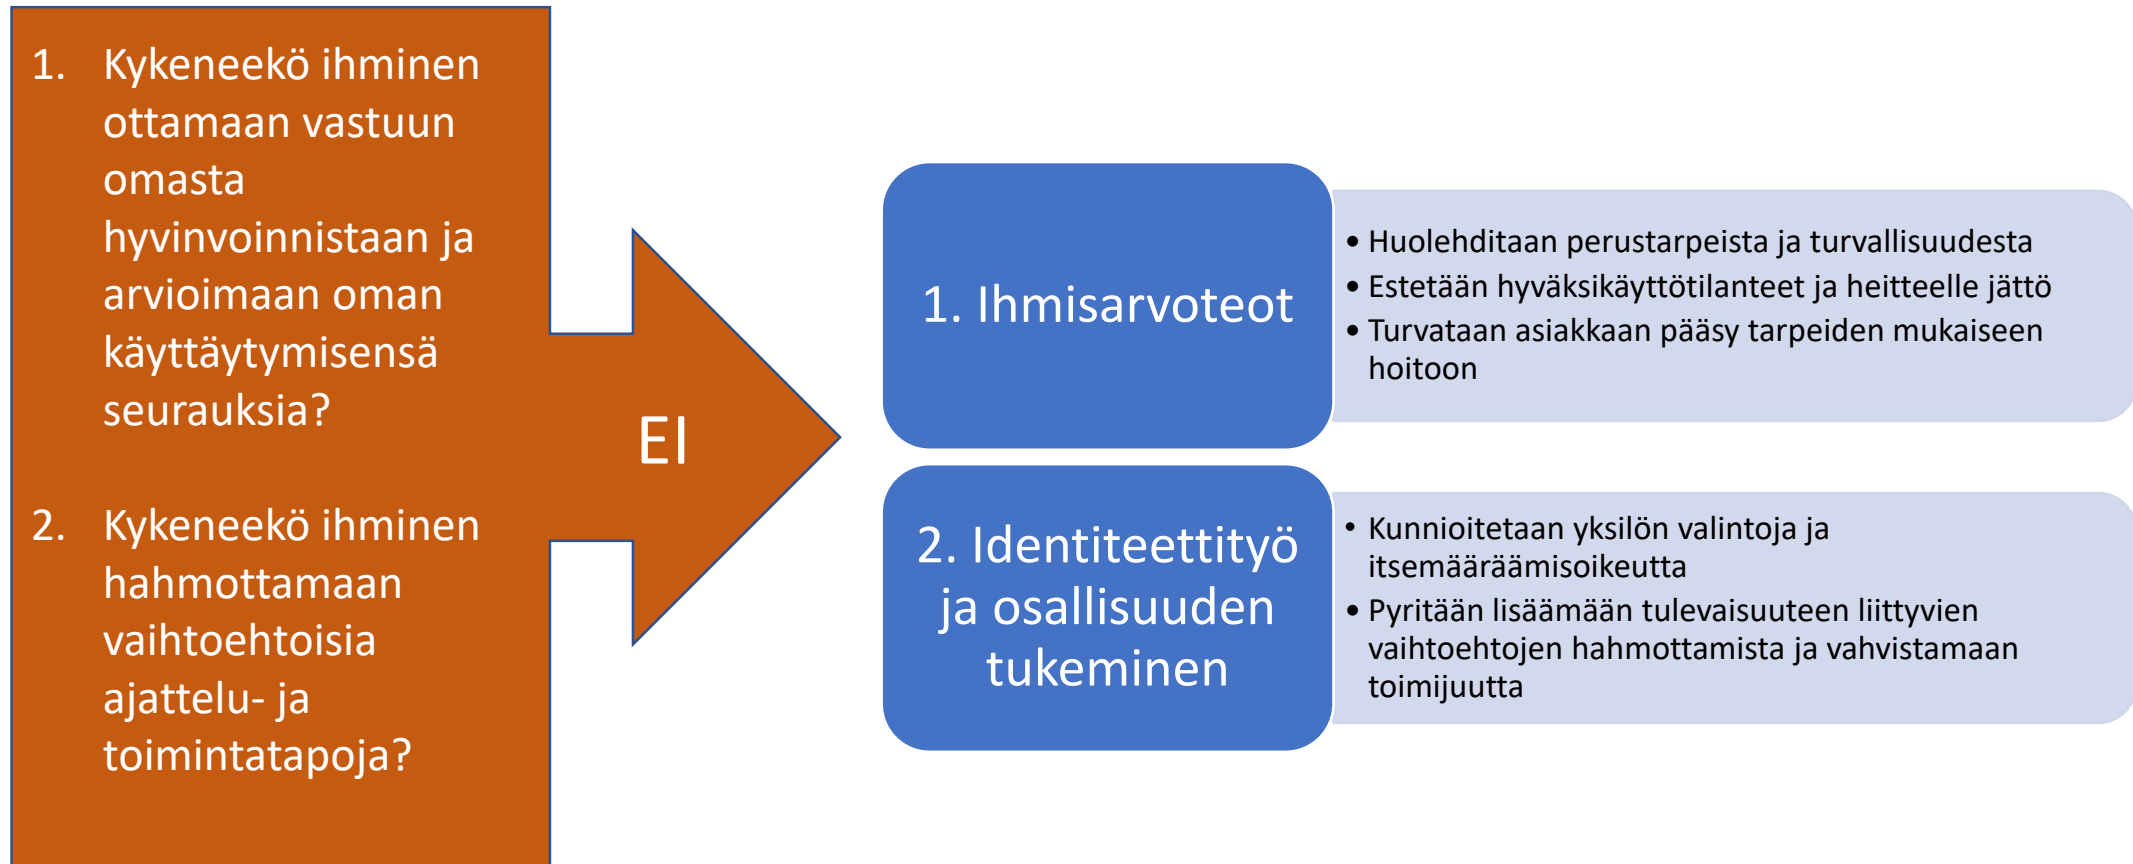 1. Kykeneekö ihminen
ottamaan vastuun
omasta
hyvinvoinnistaan ja
arvioimaan oman
käyttäytymisensä
seurauksia?
2. Kykeneekö ihminen
hahmottamaan
vaihtoehtoisia
ajattelu- ja
toimintatapoja?
EI
1. Ihmisarvoteot
• Huolehditaan perustarpeista ja turvallisuudesta
• Estetään hyväksikäyttötilanteet ja heitteelle jättö
• Turvataan asiakkaan pääsy tarpeiden mukaiseen
hoitoon
2. Identiteettityö
ja osallisuuden
tukeminen
• Kunnioitetaan yksilön valintoja ja
itsemääräämisoikeutta
• Pyritään lisäämään tulevaisuuteen liittyvien
vaihtoehtojen hahmottamista ja vahvistamaan
toimijuutta